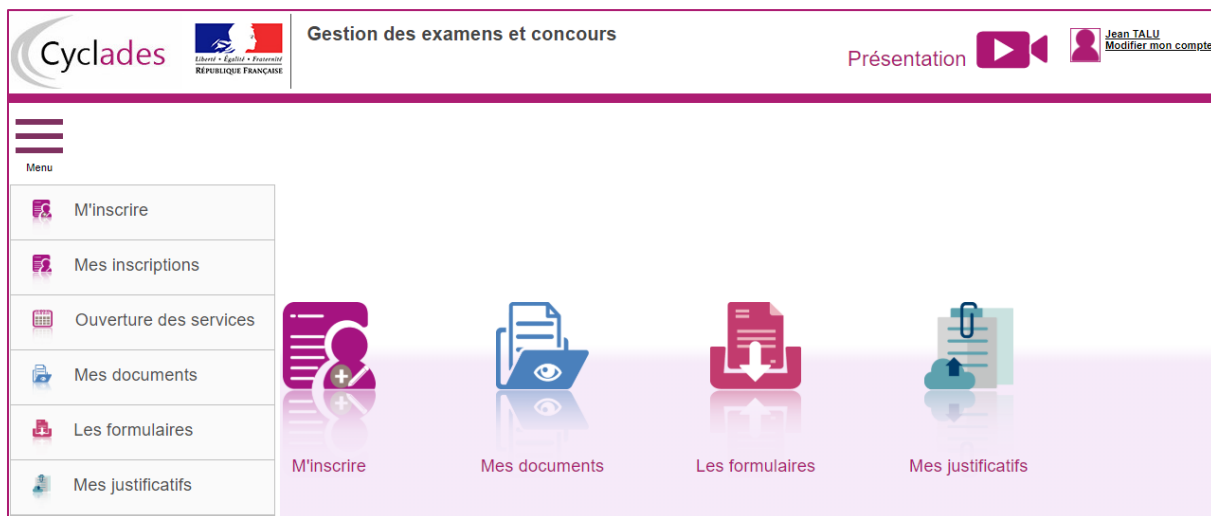 Cyclades
Liberté • Égalité • Fraternité
RÉPUBLIQUE FRANÇAISE
Gestion des examens et concours
Présentation
Jean TALU
Modifier mon compte
Menu
M'inscrire
Mes inscriptions
Ouverture des services
Mes documents
Les formulaires
Mes justificatifs
M'inscrire
Mes documents
Les formulaires
Mes justificatifs